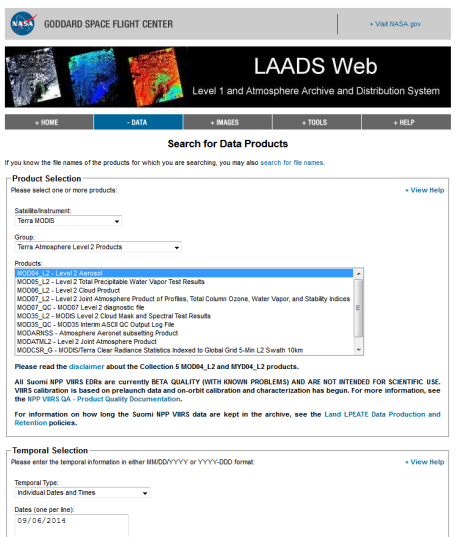 NASA
GODDARD SPACE FLIGHT CENTER
+ Visit NASA.gov
LAADS Web
Level 1 and Atmosphere Archive and Distribution System
+ HOME
- DATA
+ IMAGES
+ TOOLS
+ HELP
Search for Data Products
If you know the file names of the products for which you are searching, you may also search for file names.
Product Selection
Please select one or more products:
+ View Help
Satellite/Instrument:
Terra MODIS
Group:
Terra Atmosphere Level 2 Products
Products:
MOD04_L2 - Level 2 Aerosol
MOD05_L2 - Level 2 Total Precipitable Water Vapor Test Results
MOD06_L2 - Level 2 Cloud Product
MOD07_L2 - Level 2 Joint Atmosphere Product of Profiles, Total Column Ozone, Water Vapor, and Stability Indices
MOD07_QC - MOD07 Level 2 diagnostic file
MOD35_L2 - MODIS Level 2 Cloud Mask and Spectral Test Results
MOD35_QC - MOD35 Interim ASCII QC Output Log File
MODARNSS - Atmosphere Aeronet subsetting Product
MODATML2 - Level 2 Joint Atmosphere Product
MODCSR_G - MODIS/Terra Clear Radiance Statistics Indexed to Global Grid 5-Min L2 Swath 10km
Please read the disclaimer about the Collection 5 MOD04_L2 and MYD04_L2 products.
All Suomi NPP VIIRS EDRs are currently BETA QUALITY (WITH KNOWN PROBLEMS) AND ARE NOT INTENDED FOR SCIENTIFIC USE.
VIIRS calibration is based on prelaunch data and on-orbit calibration and characterization has begun. For more information, see
the NPP VIIRS QA - Product Quality Documentation.
For information on how long the Suomi NPP VIIRS data are kept in the archive, see the Land LPEATE Data Production and
Retention policies.
Temporal Selection
Please enter the temporal information in either MM/DD/YYYY or YYYY-DDD format:
+ View Help
Temporal Type:
Individual Dates and Times
Dates (one per line):
09/06/2014